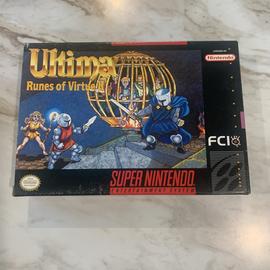 Ultima
Runes of Virtue II
Nintendo
FCI
SUPER NINTENDO
ENTERTAINMENT SYSTEM